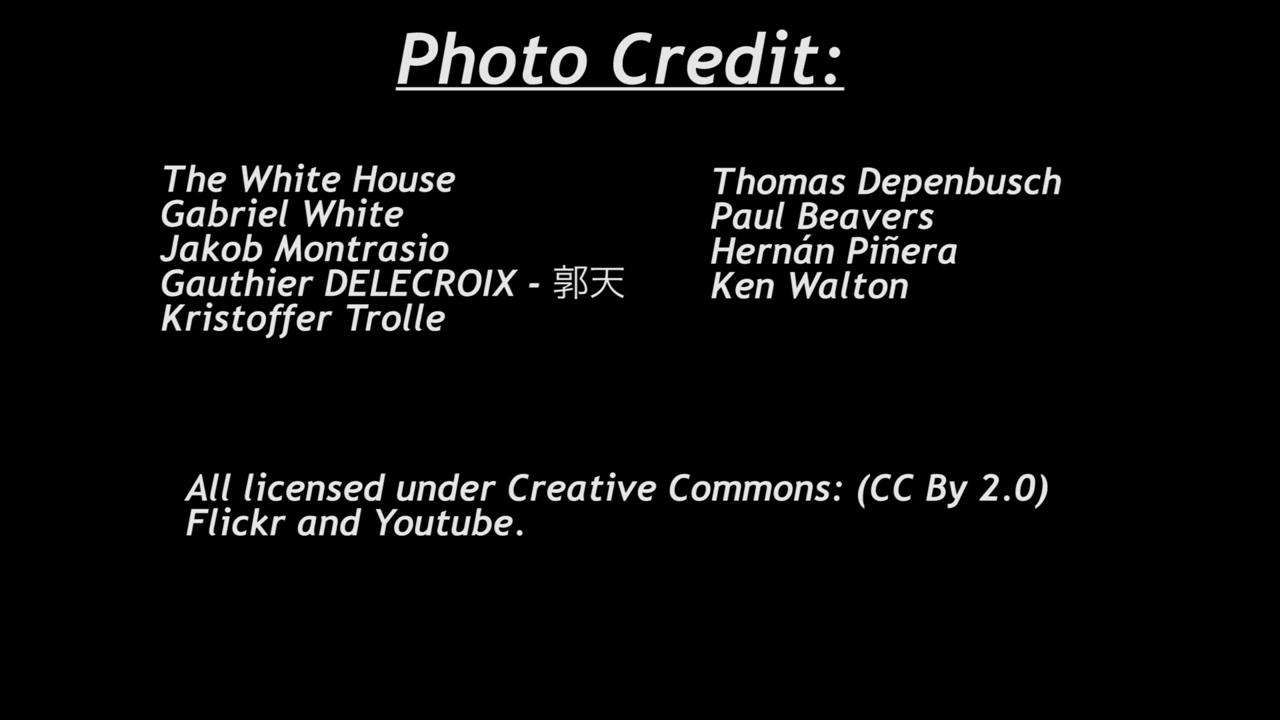 Photo Credit:
The White House
Gabriel White
Jakob Montrasio
Gauthier DELECROIX - 郭天
Kristoffer Trolle
Thomas Depenbusch
Paul Beavers
Hernán Piñera
Ken Walton
All licensed under Creative Commons: (CC By 2.0)
Flickr and Youtube.